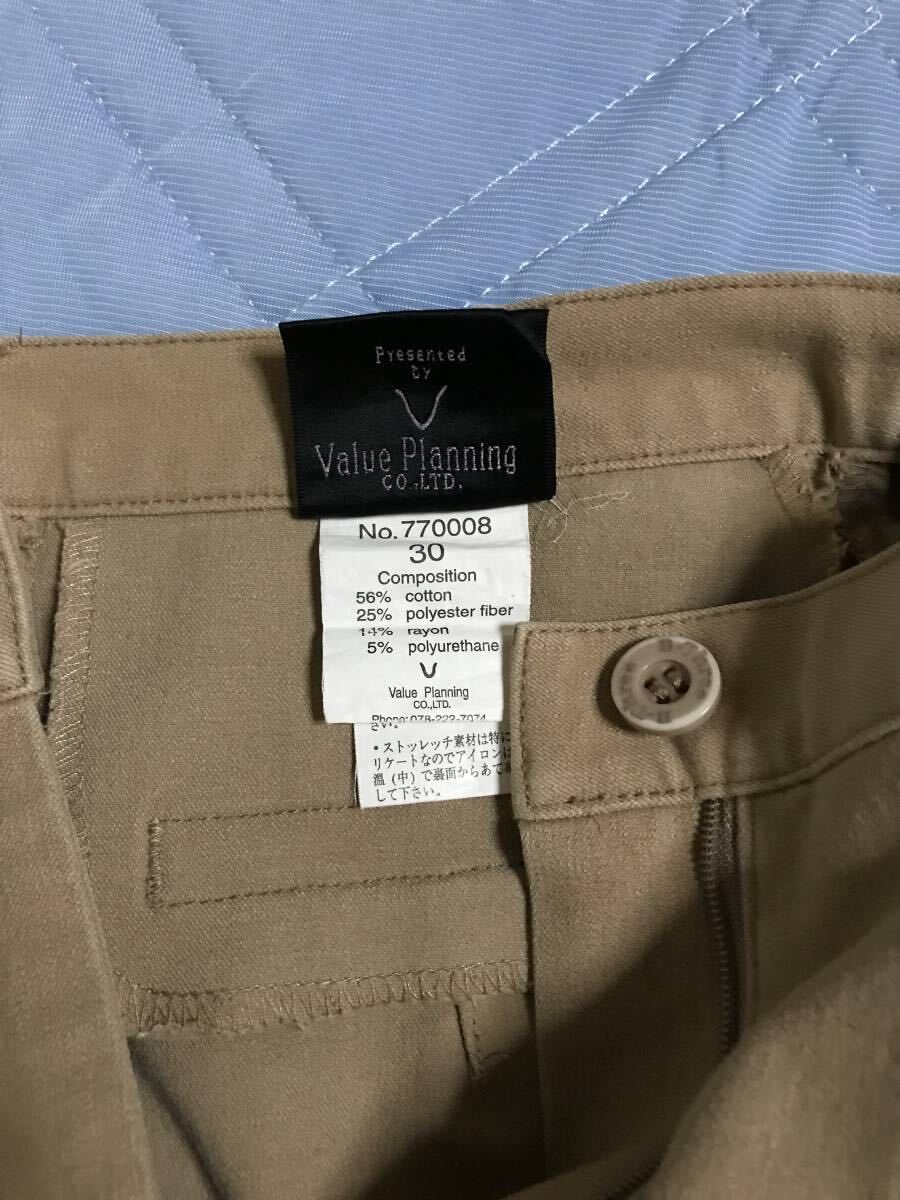 Presented
by
Value Planning
CO.,LTD.
No.770008
30
Composition
56% cotton
25% polyester fiber
14% rayon
5% polyurethane
Value Planning
CO.,LTD.
Phone:078-222-7074
さい。
・ストッレッチ素材は特に
リケートなのでアイロンは
温(中)で裏面からあて
して下さい。